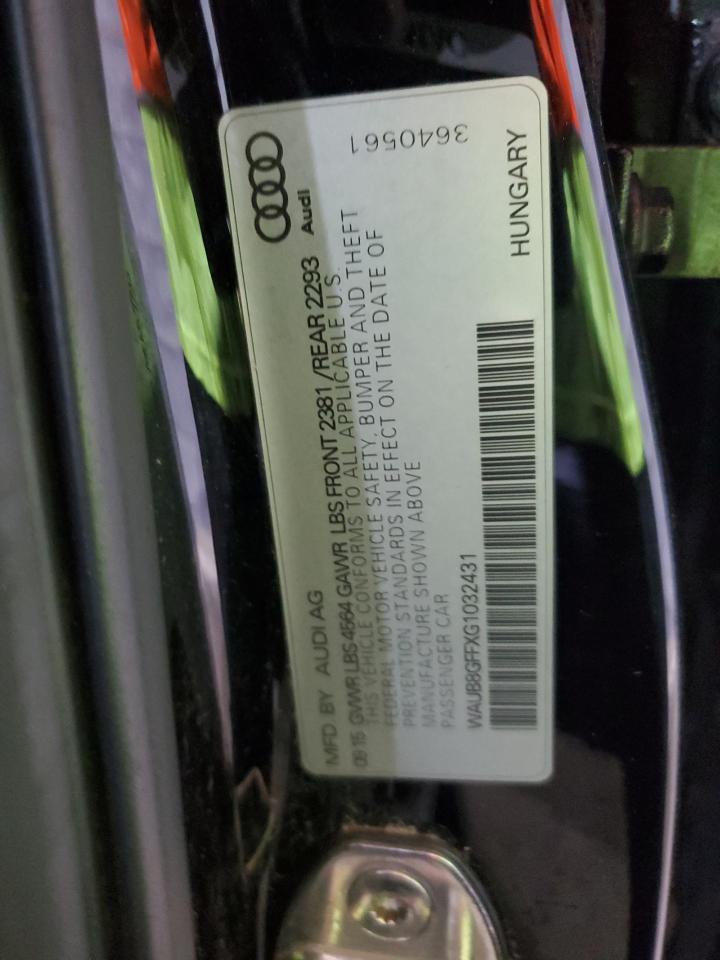 Audi
3640561
MFD BY AUDI AG
09 15 GVWR LBS 4564 GAWR LBS FRONT 2381 /REAR 2293
THIS VEHICLE CONFORMS TO ALL APPLICABLE U.S.
FEDERAL MOTOR VEHICLE SAFETY, BUMPER AND THEFT
PREVENTION STANDARDS IN EFFECT ON THE DATE OF
MANUFACTURE SHOWN ABOVE
PASSENGER CAR
WAUB8GFFXG1032431
HUNGARY